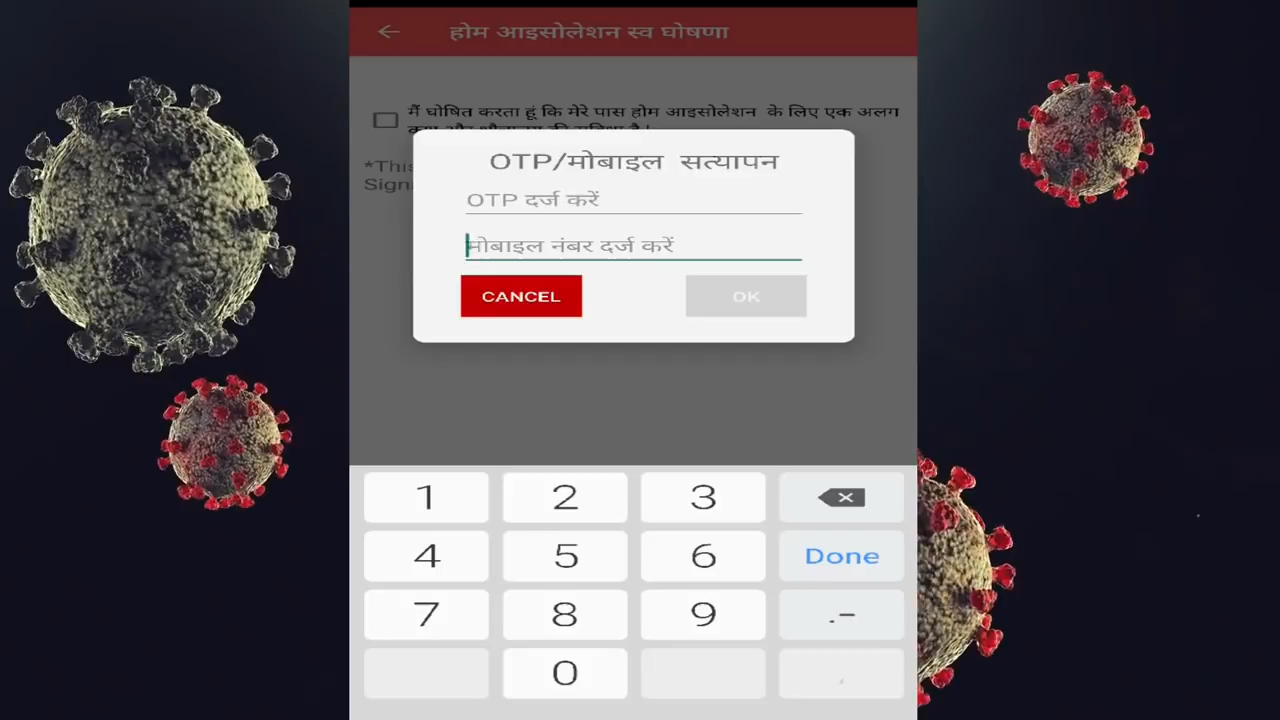 होम आइसोलेशन स्व घोषणा
मैं घोषित करता हूं कि मेरे पास होम आइसोलेशन के लिए एक अलग
*This
Sign
OTP/मोबाइल सत्यापन
OTP दर्ज करें
मोबाइल नंबर दर्ज करें
CANCEL OK
1 2 3
4 5 6 Done
7 8 9 .-
0 ,